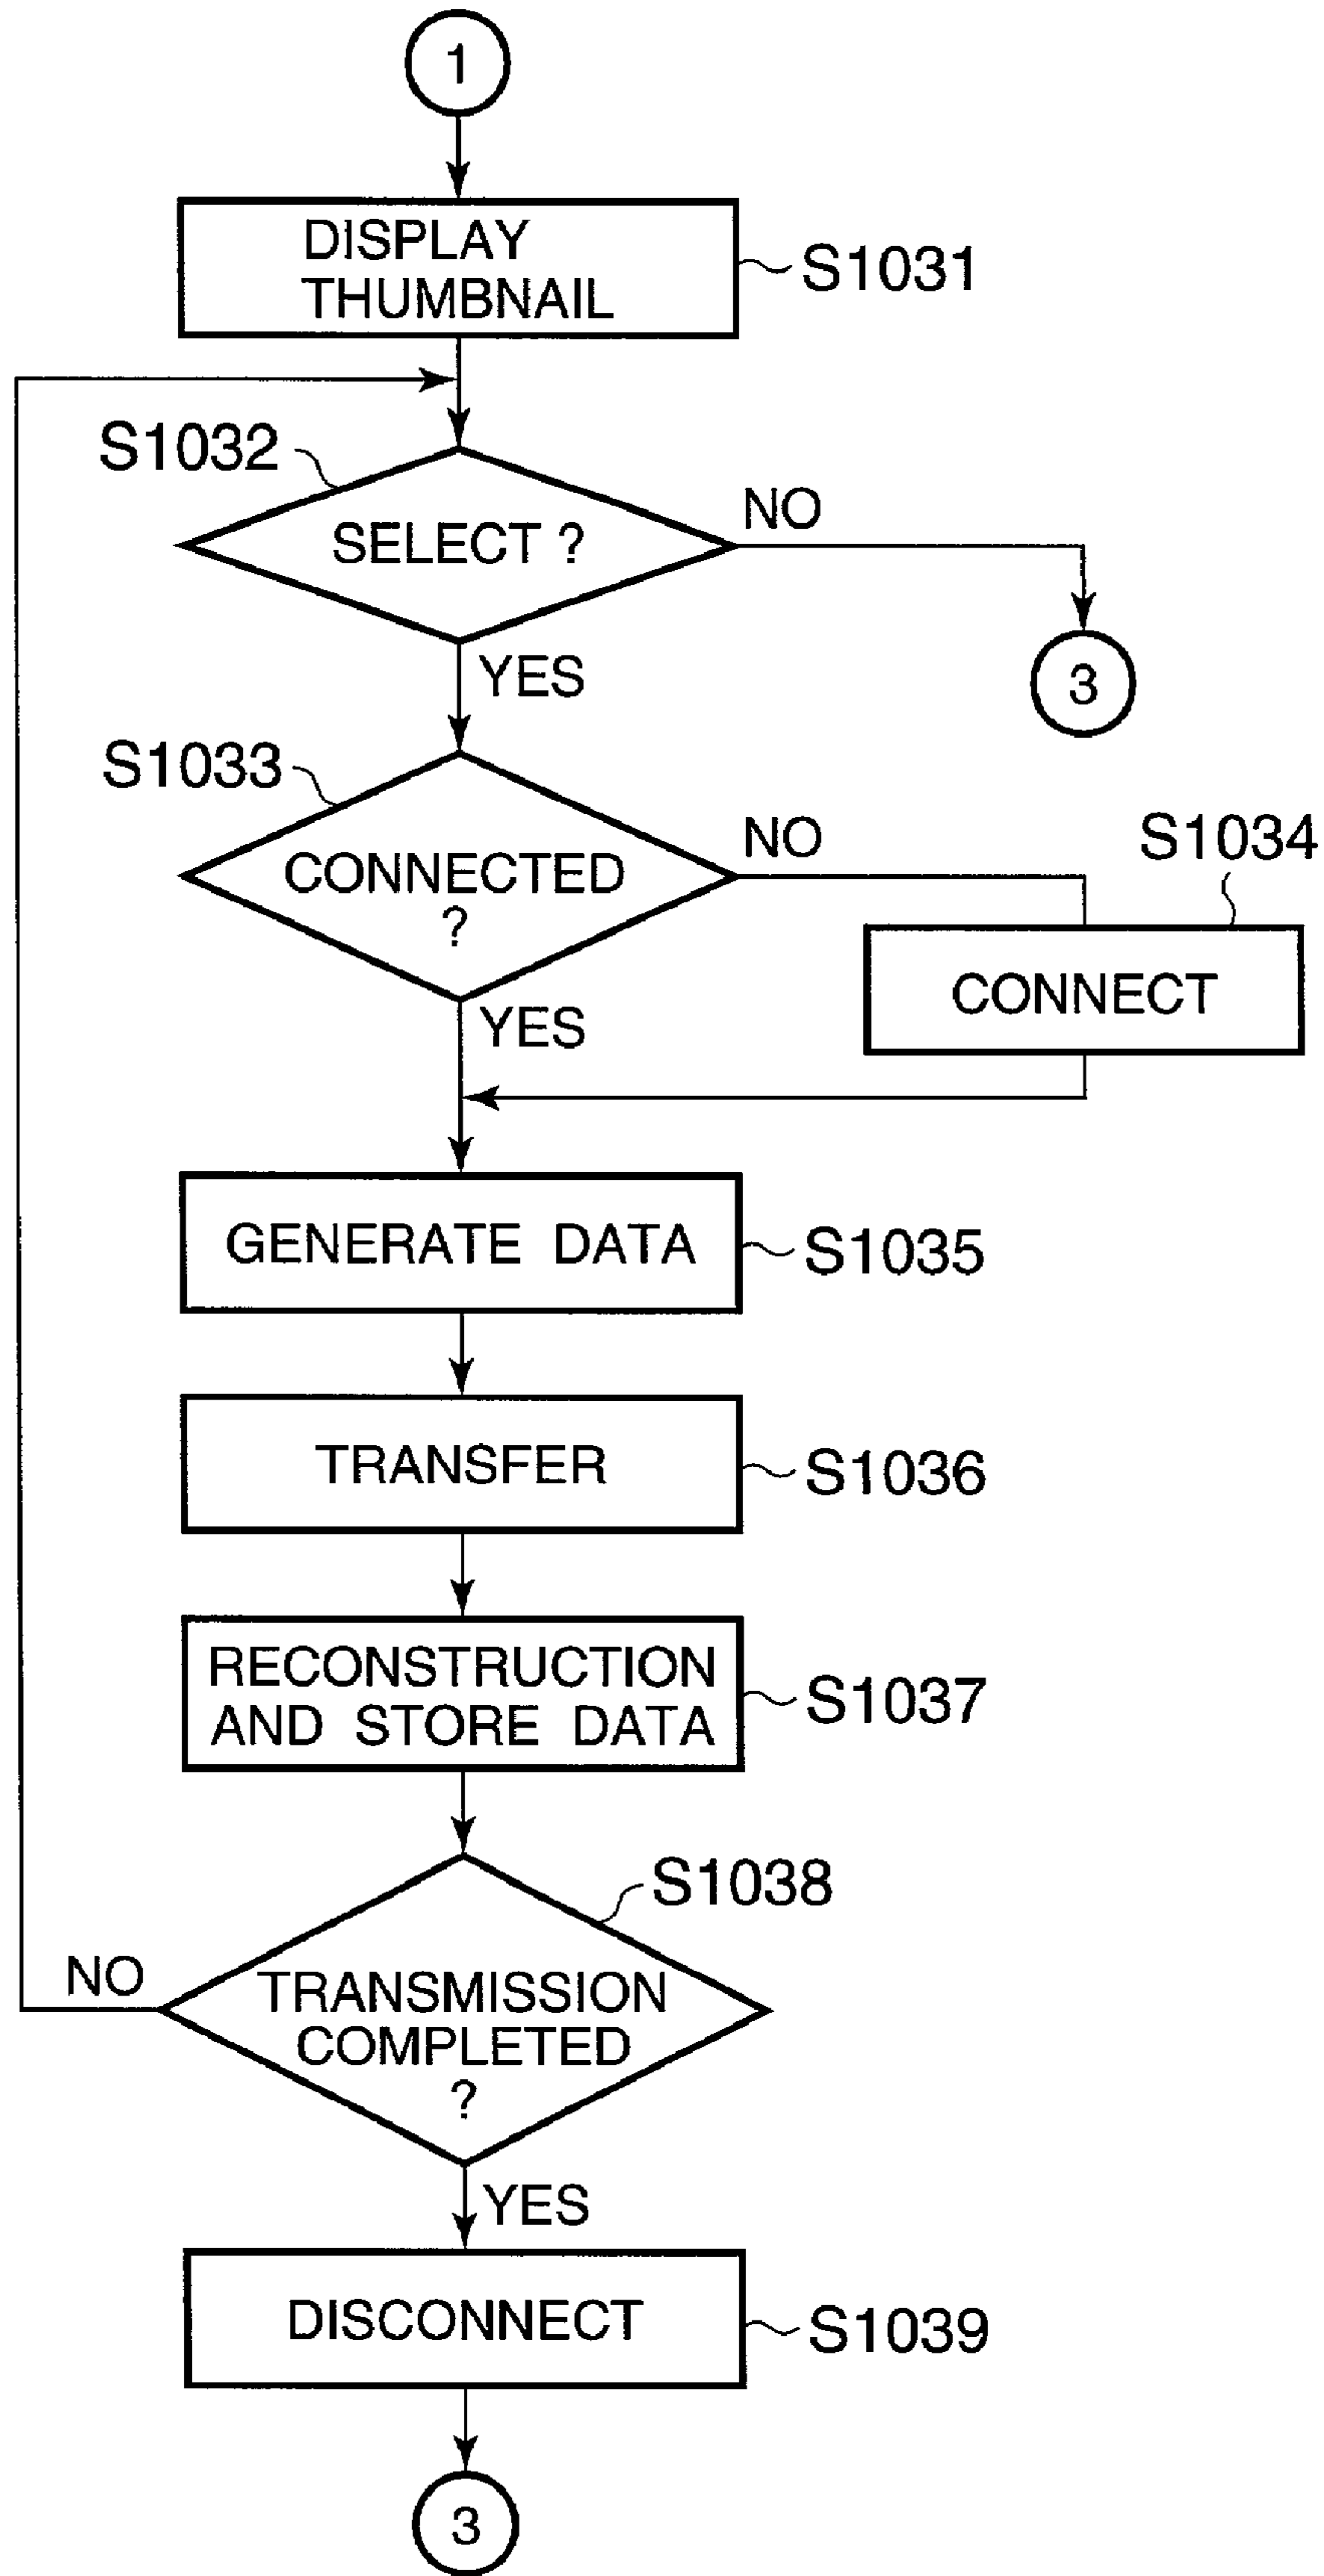 1
DISPLAY
THUMBNAIL
S1031
S1032
SELECT ?
NO
YES
3
S1033
CONNECTED
?
NO
S1034
CONNECT
YES
GENERATE DATA
S1035
TRANSFER
S1036
RECONSTRUCTION
AND STORE DATA
S1037
S1038
NO
TRANSMISSION
COMPLETED
?
YES
DISCONNECT
S1039
3